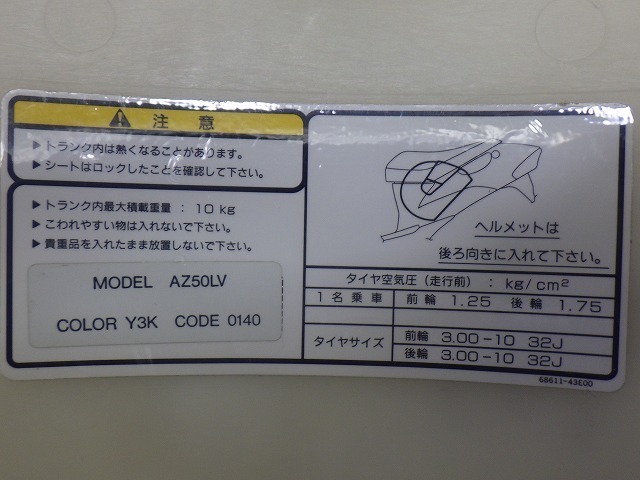 注意
▶トランク内は熱くなることがあります。
▶シートはロックしたことを確認して下さい。
▶トランク内最大積載重量 : 10 kg
▶こわれやすい物は入れないで下さい。
▶貴重品を入れたまま放置しないで下さい。
MODEL AZ50LV
COLOR Y3K CODE 0140
ヘルメットは
後ろ向きに入れて下さい。
タイヤ空気圧(走行前) : kg/cm²
1名乗車 前輪 1.25 後輪 1.75
タイヤサイズ
前輪 3.00-10 32J
後輪 3.00-10 32J
68611-43E00